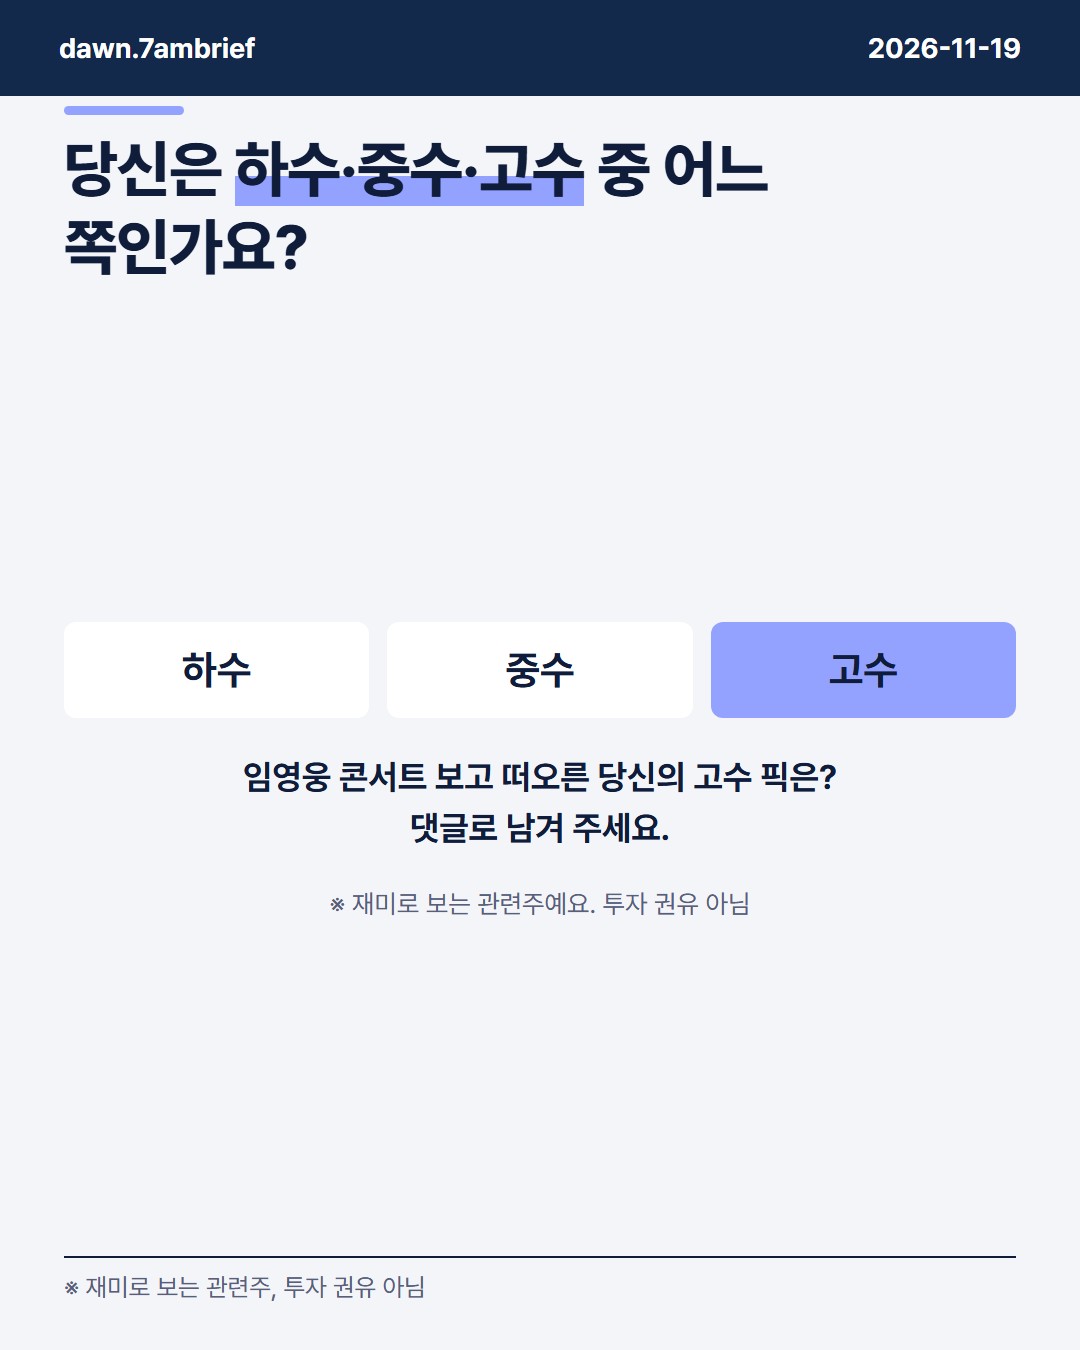 dawn.7ambrief
2026-11-19
당신은 하수·중수·고수 중 어느
쪽인가요?
하수
중수
고수
임영웅 콘서트 보고 떠오른 당신의 고수 픽은?
댓글로 남겨 주세요.
※ 재미로 보는 관련주예요. 투자 권유 아님
※ 재미로 보는 관련주, 투자 권유 아님